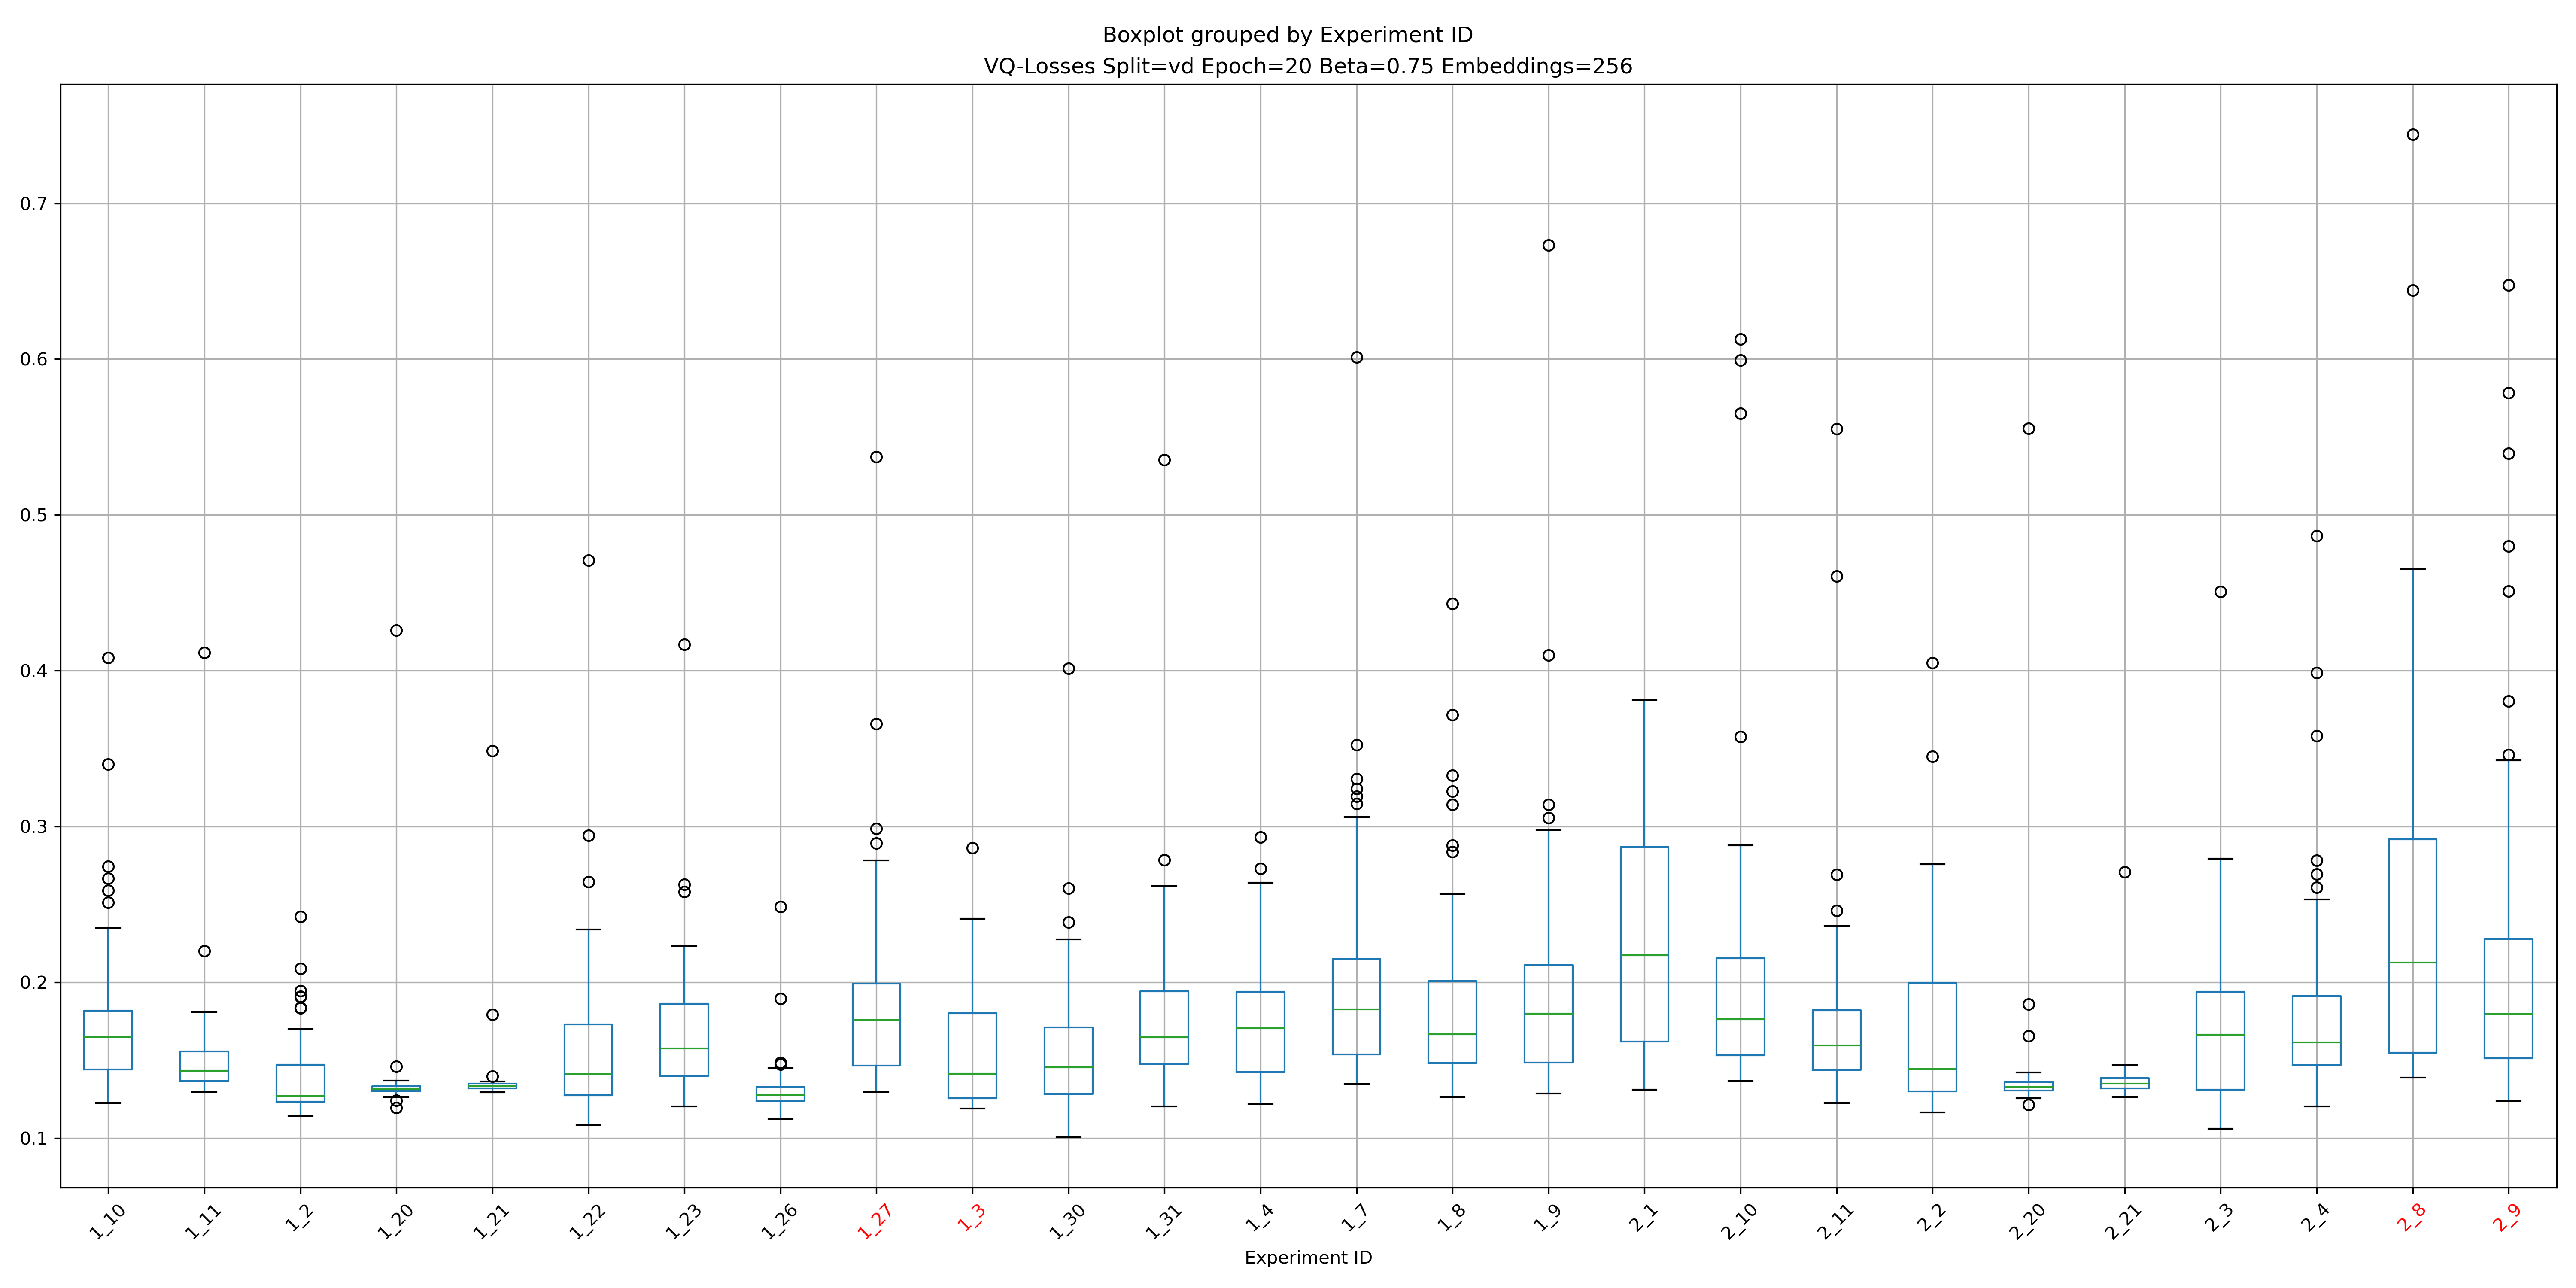 Boxplot grouped by Experiment ID
VQ-Losses Split=vd Epoch=20 Beta=0.75 Embeddings=256
0.7
0.6
0.5
0.4
0.3
0.2
0.1
1_10 1_11 1_2 1_20 1_21 1_22 1_23 1_26 1_27 1_3 1_30 1_31 1_4 1_7 1_8 1_9 2_1 2_10 2_11 2_2 2_20 2_21 2_3 2_4 2_8 2_9
Experiment ID